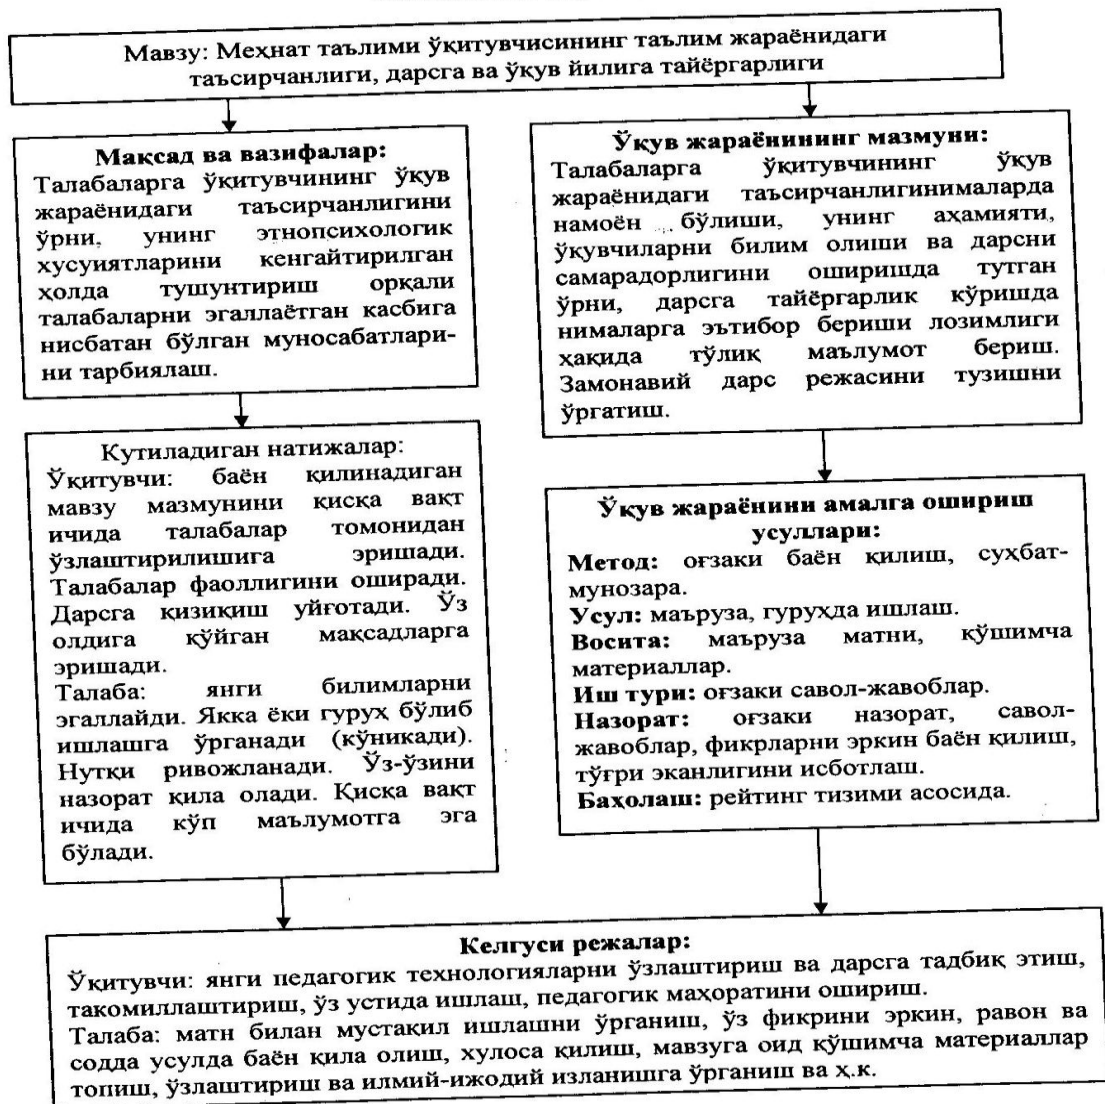 Мавзу: Меҳнат таълими ўқитувчисининг таълим жараёнидаги
таъсирчанлиги, дарсга ва ўқув йилига тайёргарлиги
Мақсад ва вазифалар:
Талабаларга ўқитувчининг ўқув
жараёнидаги таъсирчанлигини
ўрни, унинг этнопсихологик
хусуиятларини кенгайтирилган
ҳолда тушунтириш орқали
талабаларни эгаллаётган касбига
нисбатан бўлган муносабатлари-
ни тарбиялаш.
Кутиладиган натижалар:
Ўқитувчи: баён қилинадиган
мавзу мазмунини қисқа вақт
ичида талабалар томонидан
ўзлаштирилишига эришади.
Талабалар фаоллигини оширади.
Дарсга қизиқиш уйғотади. Ўз
олдига қўйган мақсадларга
эришади.
Талаба: янги билимларни
эгаллайди. Якка ёки гуруҳ бўлиб
ишлашга ўрганади (кўникади).
Нутқи ривожланади. Ўз-ўзини
назорат қила олади. Қисқа вақт
ичида кўп маълумотга эга
бўлади.
Ўқув жараёнининг мазмуни:
Талабаларга ўқитувчининг ўқув
жараёнидаги таъсирчанлигинималарда
намоён бўлиши, унинг аҳамияти,
ўқувчиларни билим олиши ва дарсни
самарадорлигини оширишда тутган
ўрни, дарсга тайёргарлик кўришда
нималарга эътибор бериши лозимлиги
ҳақида тўлиқ маълумот бериш.
Замонавий дарс режасини тузишни
ўргатиш.
Ўқув жараёнини амалга ошириш
усуллари:
Метод: оғзаки баён қилиш, суҳбат-
мунозара.
Усул: маъруза, гуруҳда ишлаш.
Восита: маъруза матни, қўшимча
материаллар.
Иш тури: оғзаки савол-жавоблар.
Назорат: оғзаки назорат, савол-
жавоблар, фикрларни эркин баён қилиш,
тўғри эканлигини исботлаш.
Баҳолаш: рейтинг тизими асосида.
Келгуси режалар:
Ўқитувчи: янги педагогик технологияларни ўзлаштириш ва дарсга тадбиқ этиш,
такомиллаштириш, ўз устида ишлаш, педагогик маҳоратини ошириш.
Талаба: матн билан мустақил ишлашни ўрганиш, ўз фикрини эркин, равон ва
содда усулда баён қила олиш, хулоса қилиш, мавзуга оид қўшимча материаллар
топиш, ўзлаштириш ва илмий-ижодий изланишга ўрганиш ва ҳ.к.